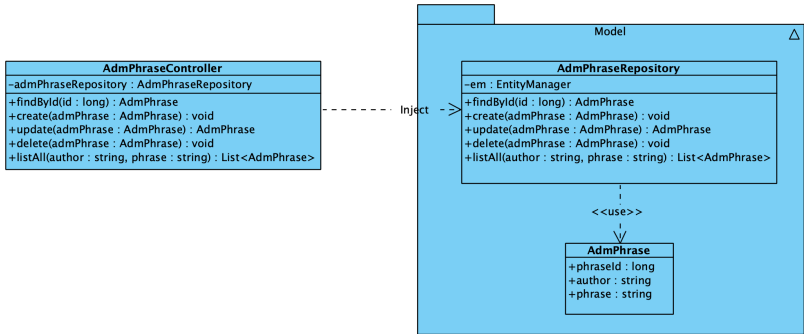 Model
AdmPhraseController
-admPhraseRepository : AdmPhraseRepository
+findById(id : long) : AdmPhrase
+create(admPhrase : AdmPhrase) : void
+update(admPhrase : AdmPhrase) : AdmPhrase
+delete(admPhrase : AdmPhrase) : void
+listAll(author : string, phrase : string) : List<AdmPhrase>
Inject
AdmPhraseRepository
-em : EntityManager
+findById(id : long) : AdmPhrase
+create(admPhrase : AdmPhrase) : void
+update(admPhrase : AdmPhrase) : AdmPhrase
+delete(admPhrase : AdmPhrase) : void
+listAll(author : string, phrase : string) : List<AdmPhrase>
<<use>>
AdmPhrase
+phraseId : long
+author : string
+phrase : string